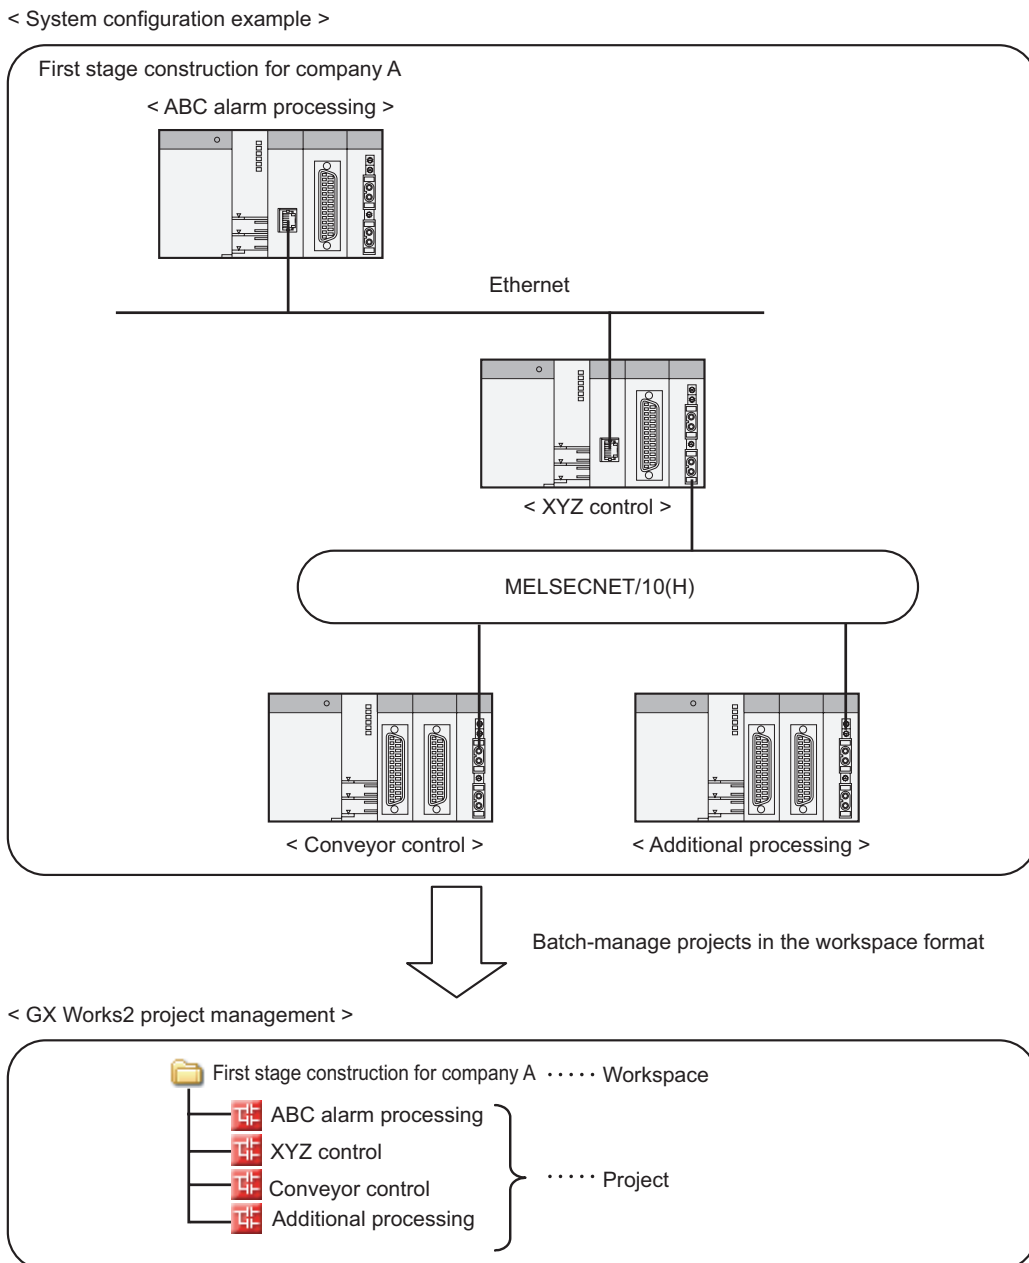 < System configuration example >
First stage construction for company A
< ABC alarm processing >
Ethernet
< XYZ control >
MELSECNET/10(H)
< Conveyor control >
< Additional processing >
Batch-manage projects in the workspace format
< GX Works2 project management >
First stage construction for company A ····· Workspace
ABC alarm processing
XYZ control
Conveyor control
····· Project
Additional processing